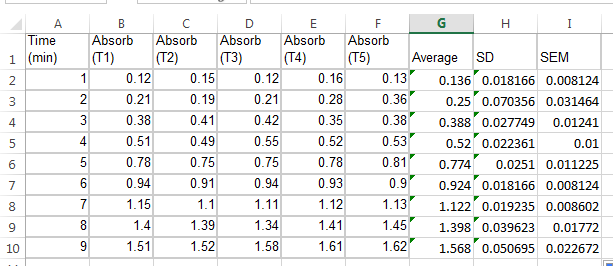 A B C D E F G H I
1 Time (min) Absorb (T1) Absorb (T2) Absorb (T3) Absorb (T4) Absorb (T5) Average SD SEM
2 1 0.12 0.15 0.12 0.16 0.13 0.136 0.018166 0.008124
3 2 0.21 0.19 0.21 0.28 0.36 0.25 0.070356 0.031464
4 3 0.38 0.41 0.42 0.35 0.38 0.388 0.027749 0.01241
5 4 0.51 0.49 0.55 0.52 0.53 0.52 0.022361 0.01
6 5 0.78 0.75 0.75 0.78 0.81 0.774 0.0251 0.011225
7 6 0.94 0.91 0.94 0.93 0.9 0.924 0.018166 0.008124
8 7 1.15 1.1 1.11 1.12 1.13 1.122 0.019235 0.008602
9 8 1.4 1.39 1.34 1.41 1.45 1.398 0.039623 0.01772
10 9 1.51 1.52 1.58 1.61 1.62 1.568 0.050695 0.022672